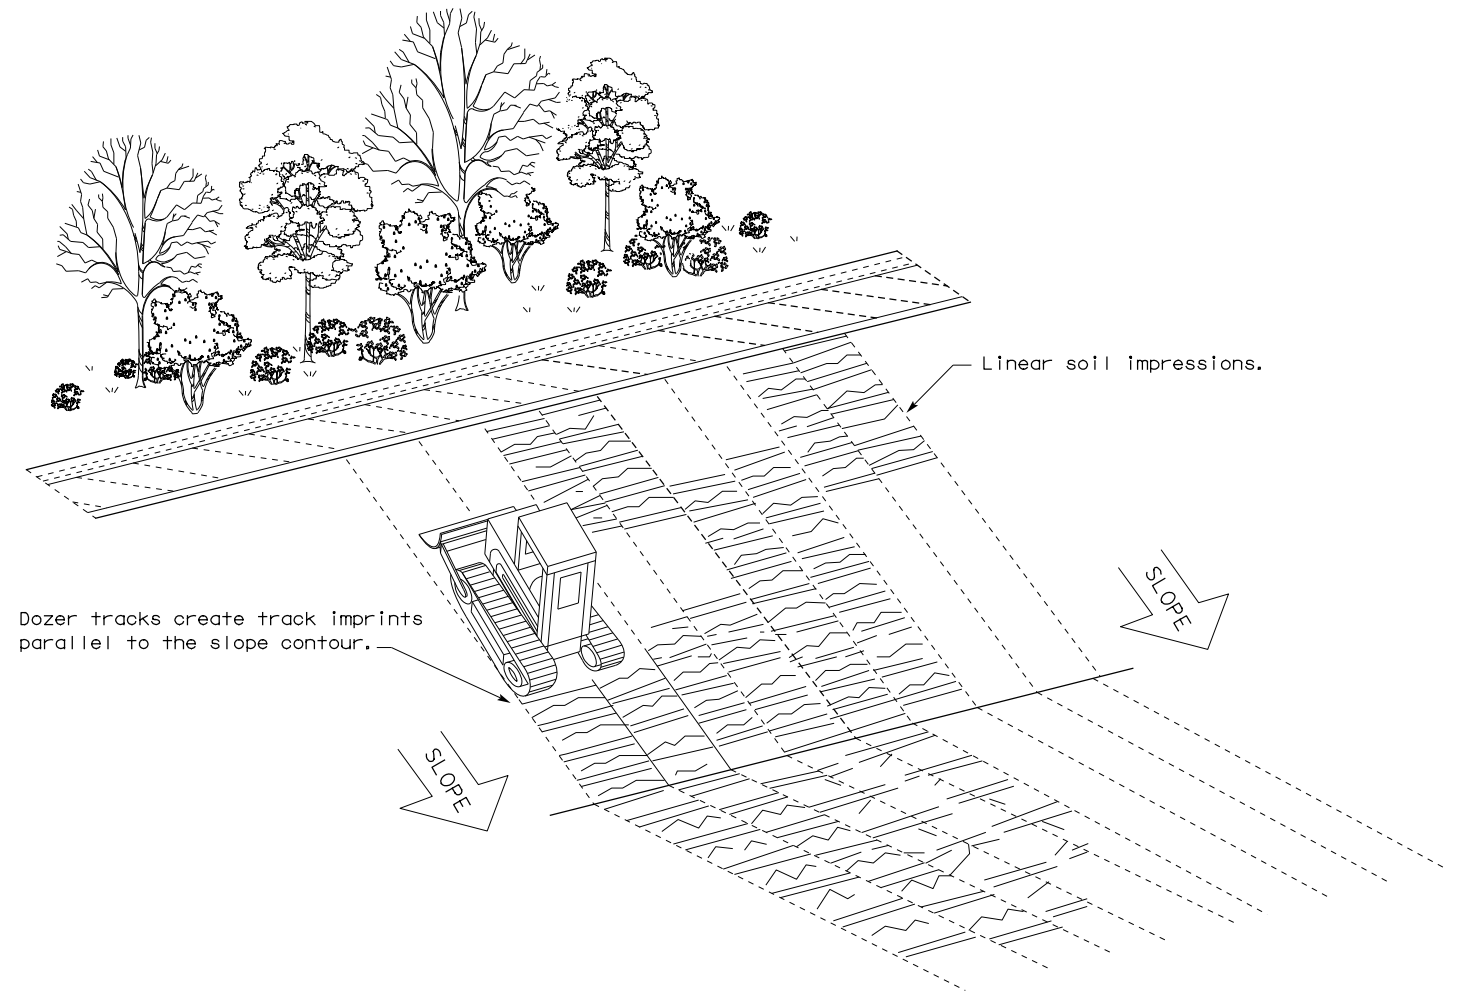 Linear soil impressions.
SLOPE
Dozer tracks create track imprints
parallel to the slope contour.
SLOPE